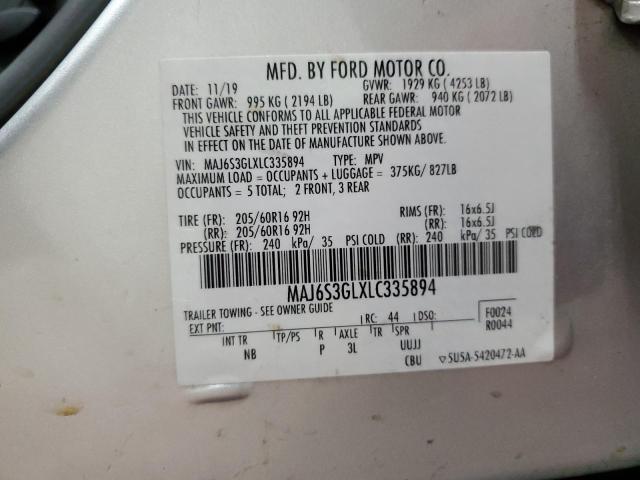 MFD. BY FORD MOTOR CO.
DATE: 11/19 GVWR: 1929 KG ( 4253 LB)
FRONT GAWR: 995 KG ( 2194 LB) REAR GAWR: 940 KG ( 2072 LB)
THIS VEHICLE CONFORMS TO ALL APPLICABLE FEDERAL MOTOR
VEHICLE SAFETY AND THEFT PREVENTION STANDARDS
IN EFFECT ON THE DATE OF MANUFACTURE SHOWN ABOVE.
VIN: MAJ6S3GLXLC335894 TYPE: MPV
MAXIMUM LOAD = OCCUPANTS + LUGGAGE = 375KG/ 827LB
OCCUPANTS = 5 TOTAL; 2 FRONT, 3 REAR
TIRE (FR): 205/60R16 92H RIMS (FR): 16x6.5J
(RR): 205/60R16 92H (RR): 16x6.5J
PRESSURE (FR): 240 kPa/ 35 PSI COLD (RR): 240 kPa/ 35 PSI COLD
MAJ6S3GLXLC335894
TRAILER TOWING - SEE OWNER GUIDE
EXT PNT: RC: 44 DSO: F0024
R0044
INT TR TP/PS R AXLE TR SPR
NB P 3L UUJJ
CBU 5U5A-5420472-AA